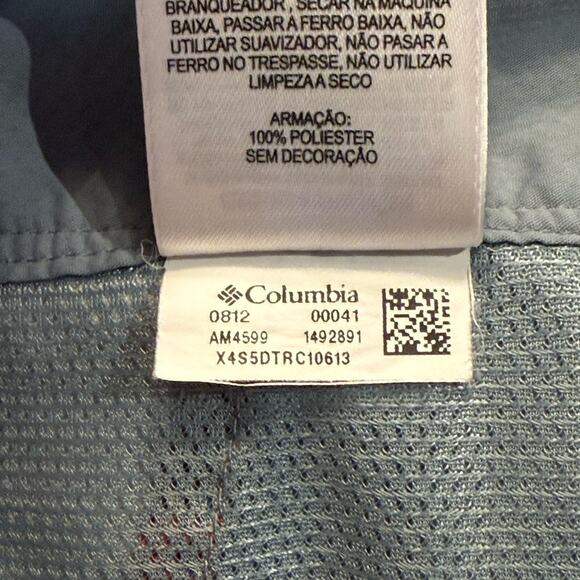 BRANQUEADOR, SECAR NA MÁQUINA
BAIXA, PASSAR A FERRO BAIXA, NÃO
UTILIZAR SUAVIZADOR, NÃO PASAR A
FERRO NO TRESPASSE, NÃO UTILIZAR
LIMPEZA A SECO
ARMAÇÃO:
100% POLIESTER
SEM DECORAÇÃO
Columbia
0812 00041
AM4599 1492891
X4S5DTRC10613